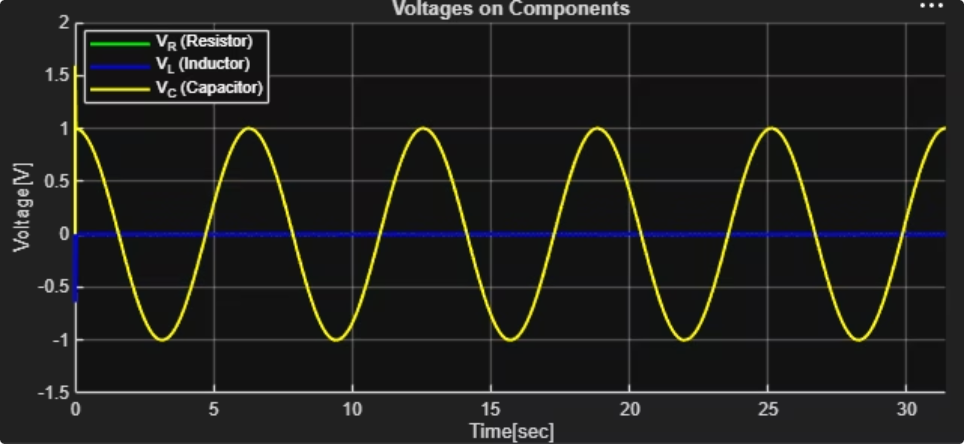 Voltages on Components
V_R (Resistor)
V_L (Inductor)
V_C (Capacitor)
Voltage[V]
2
1.5
1
0.5
0
-0.5
-1
-1.5
0 5 10 15 20 25 30
Time[sec]